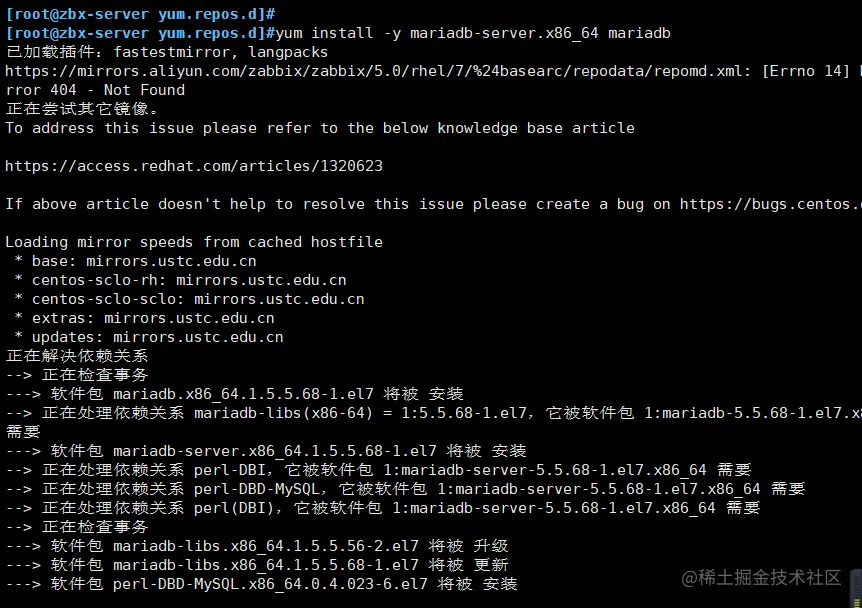 [root@zbx-server yum.repos.d]#
[root@zbx-server yum.repos.d]#yum install -y mariadb-server.x86_64 mariadb
已加载插件：fastestmirror, langpacks
https://mirrors.aliyun.com/zabbix/zabbix/5.0/rhel/7/%24basearc/repodata/repomd.xml: [Errno 14]
rror 404 - Not Found
正在尝试其它镜像。
To address this issue please refer to the below knowledge base article
https://access.redhat.com/articles/1320623
If above article doesn't help to resolve this issue please create a bug on https://bugs.centos.
Loading mirror speeds from cached hostfile
* base: mirrors.ustc.edu.cn
* centos-sclo-rh: mirrors.ustc.edu.cn
* centos-sclo-sclo: mirrors.ustc.edu.cn
* extras: mirrors.ustc.edu.cn
* updates: mirrors.ustc.edu.cn
正在解决依赖关系
--> 正在检查事务
---> 软件包 mariadb.x86_64.1.5.5.68-1.el7 将被 安装
--> 正在处理依赖关系 mariadb-libs(x86-64) = 1:5.5.68-1.el7，它被软件包 1:mariadb-5.5.68-1.el7.x8
需要
---> 软件包 mariadb-server.x86_64.1.5.5.68-1.el7 将被 安装
--> 正在处理依赖关系 perl-DBI，它被软件包 1:mariadb-server-5.5.68-1.el7.x86_64 需要
--> 正在处理依赖关系 perl-DBD-MySQL，它被软件包 1:mariadb-server-5.5.68-1.el7.x86_64 需要
--> 正在处理依赖关系 perl(DBI)，它被软件包 1:mariadb-server-5.5.68-1.el7.x86_64 需要
--> 正在检查事务
---> 软件包 mariadb-libs.x86_64.1.5.5.56-2.el7 将被 升级
---> 软件包 mariadb-libs.x86_64.1.5.5.68-1.el7 将被 更新
---> 软件包 perl-DBD-MySQL.x86_64.0.4.023-6.el7 将被 安装
@稀土掘金技术社区